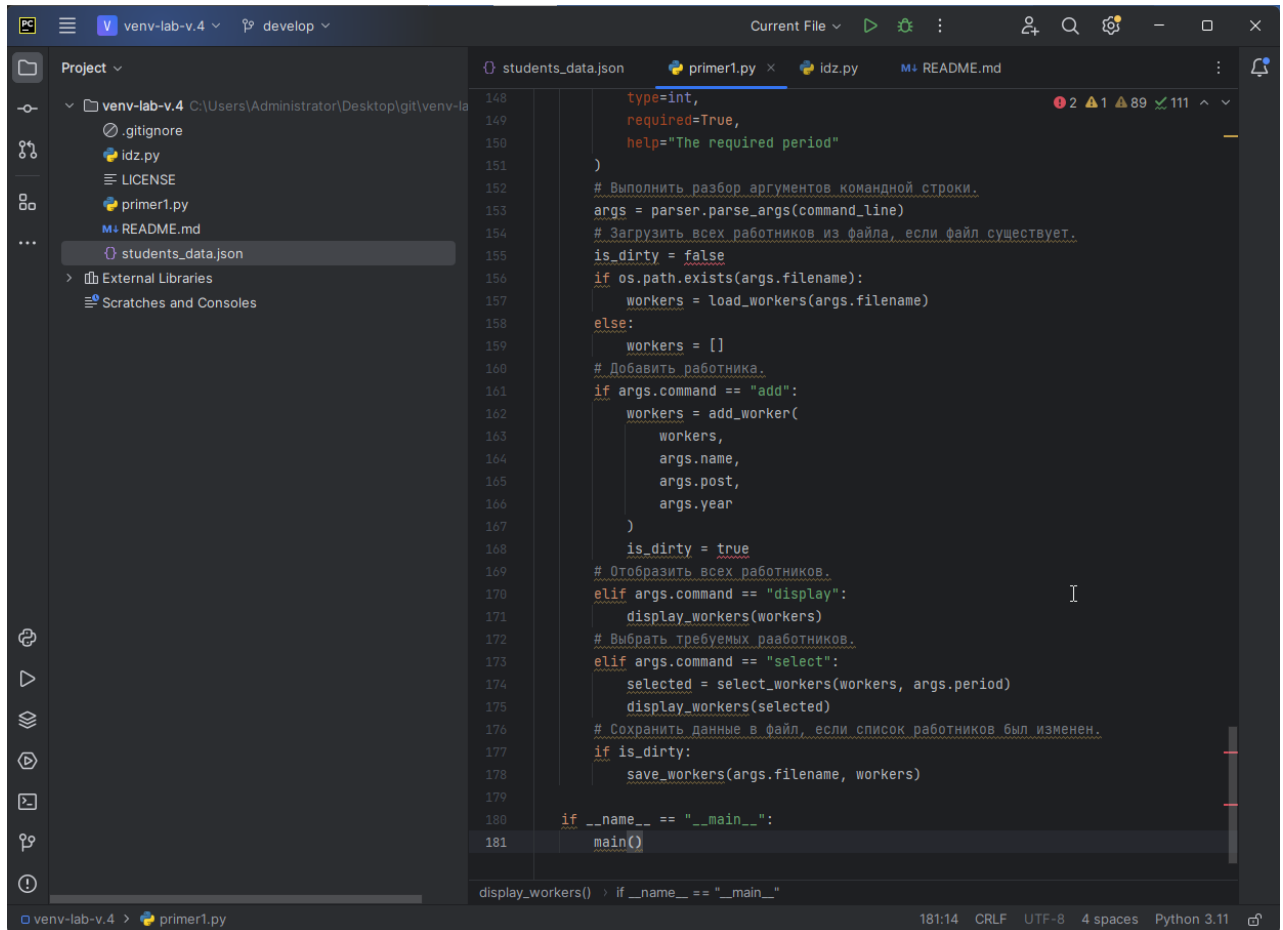 PC V venv-lab-v.4 develop Current File
Project
venv-lab-v.4 C:\Users\Administrator\Desktop\git\venv-la
.gitignore
idz.py
LICENSE
primer1.py
M↓ README.md
{} students_data.json
External Libraries
Scratches and Consoles
{} students_data.json primer1.py × idz.py M↓ README.md
2 1 89 111
148 type=int,
149 required=True,
150 help="The required period"
151 )
152 # Выполнить разбор аргументов командной строки.
153 args = parser.parse_args(command_line)
154 # Загрузить всех работников из файла, если файл существует.
155 is_dirty = false
156 if os.path.exists(args.filename):
157 workers = load_workers(args.filename)
158 else:
159 workers = []
160 # Добавить работника.
161 if args.command == "add":
162 workers = add_worker(
163 workers,
164 args.name,
165 args.post,
166 args.year
167 )
168 is_dirty = true
169 # Отобразить всех работников.
170 elif args.command == "display":
171 display_workers(workers)
172 # Выбрать требуемых рааботников.
173 elif args.command == "select":
174 selected = select_workers(workers, args.period)
175 display_workers(selected)
176 # Сохранить данные в файл, если список работников был изменен.
177 if is_dirty:
178 save_workers(args.filename, workers)
179
180 if __name__ == "__main__":
181 main()
display_workers() › if __name__ == "__main__"
venv-lab-v.4 › primer1.py 181:14 CRLF UTF-8 4 spaces Python 3.11